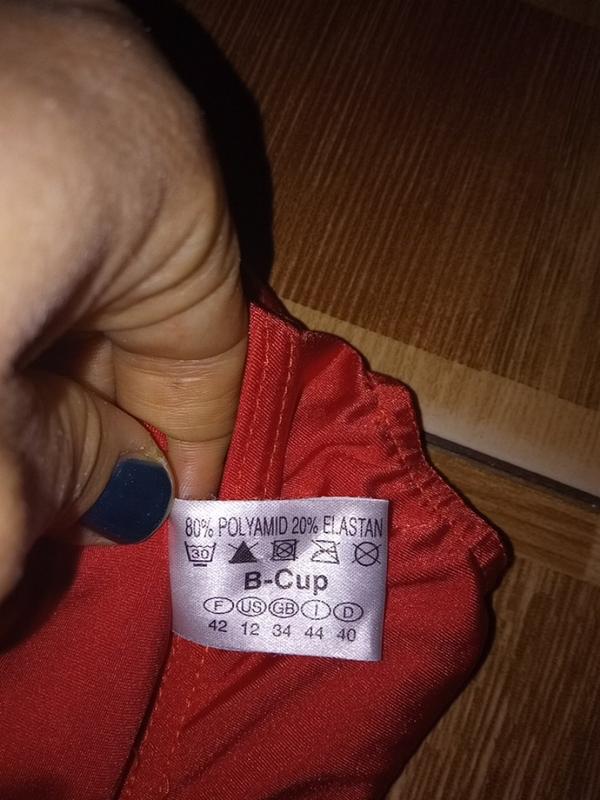 80% POLYAMID 20% ELASTAN
30
B-Cup
F US GB I D
42 12 34 44 40